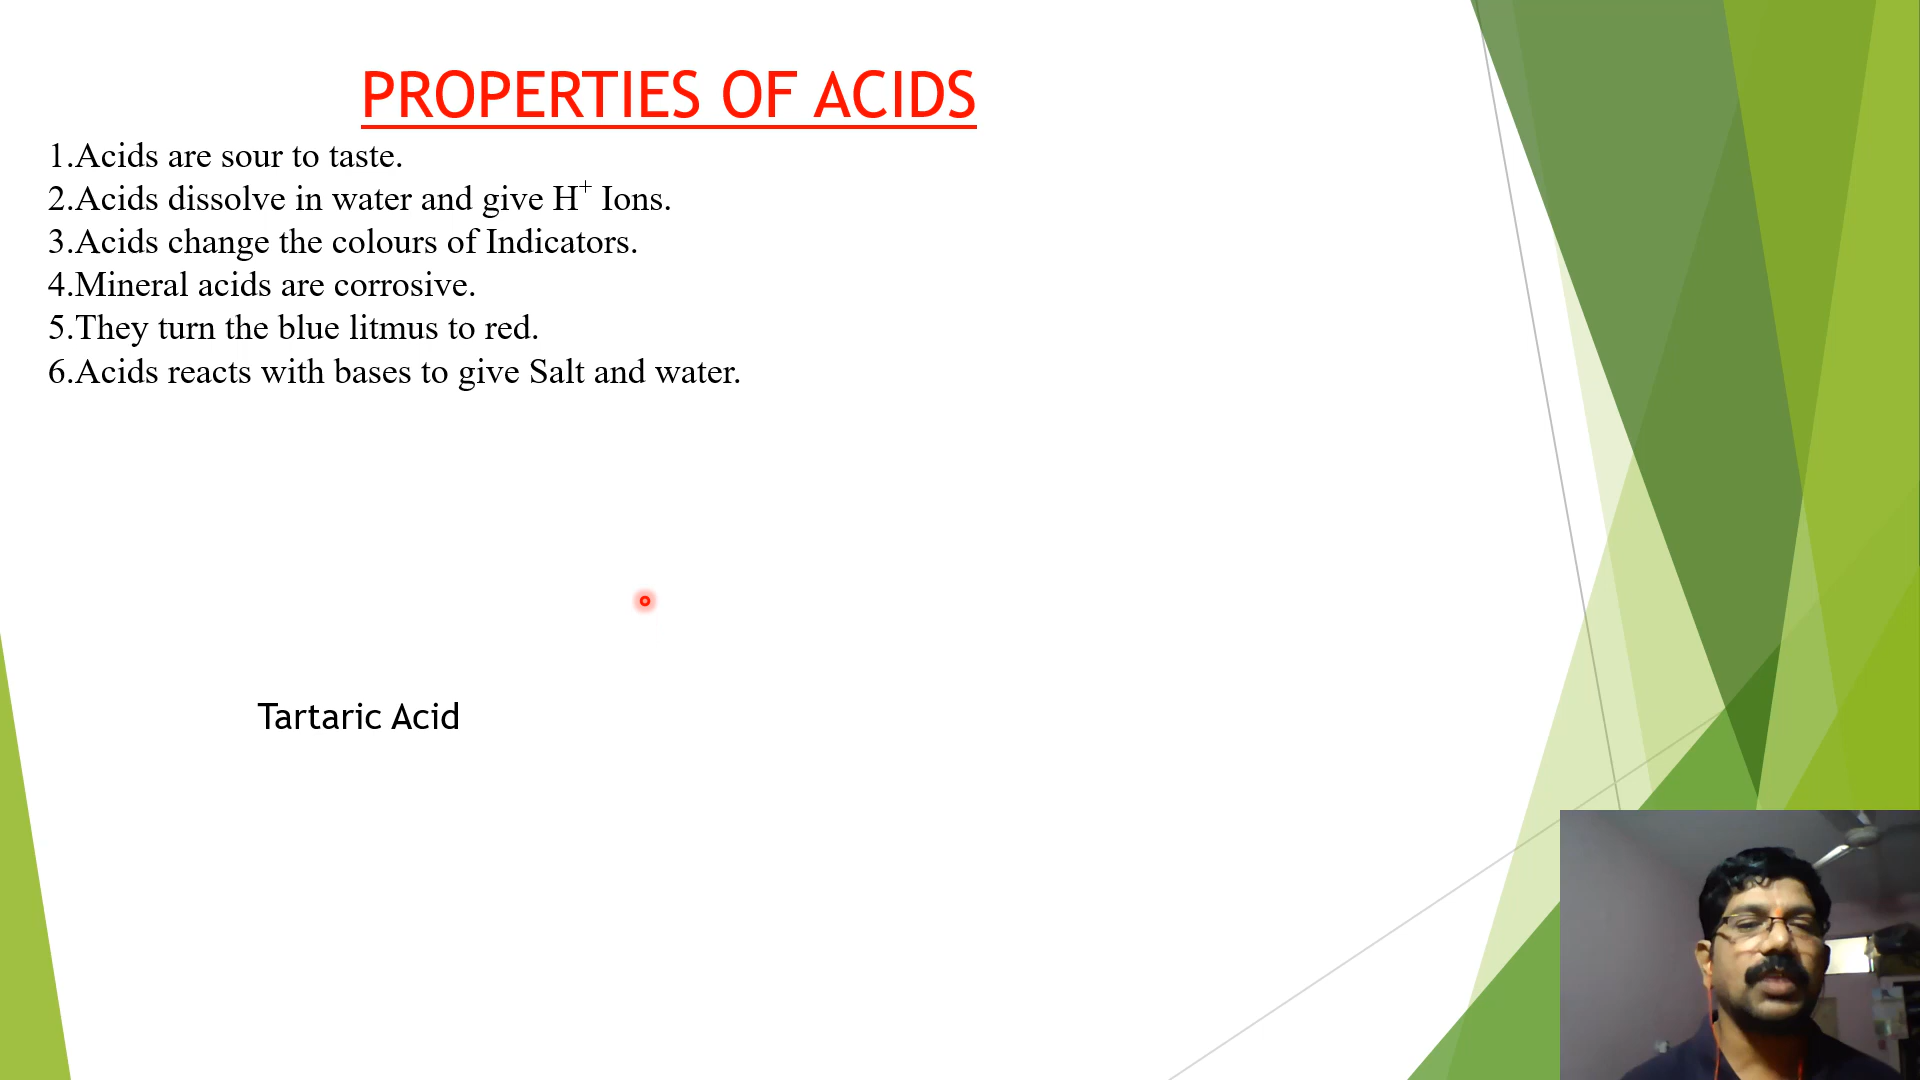 PROPERTIES OF ACIDS
1.Acids are sour to taste.
2.Acids dissolve in water and give H⁺ Ions.
3.Acids change the colours of Indicators.
4.Mineral acids are corrosive.
5.They turn the blue litmus to red.
6.Acids reacts with bases to give Salt and water.
Tartaric Acid